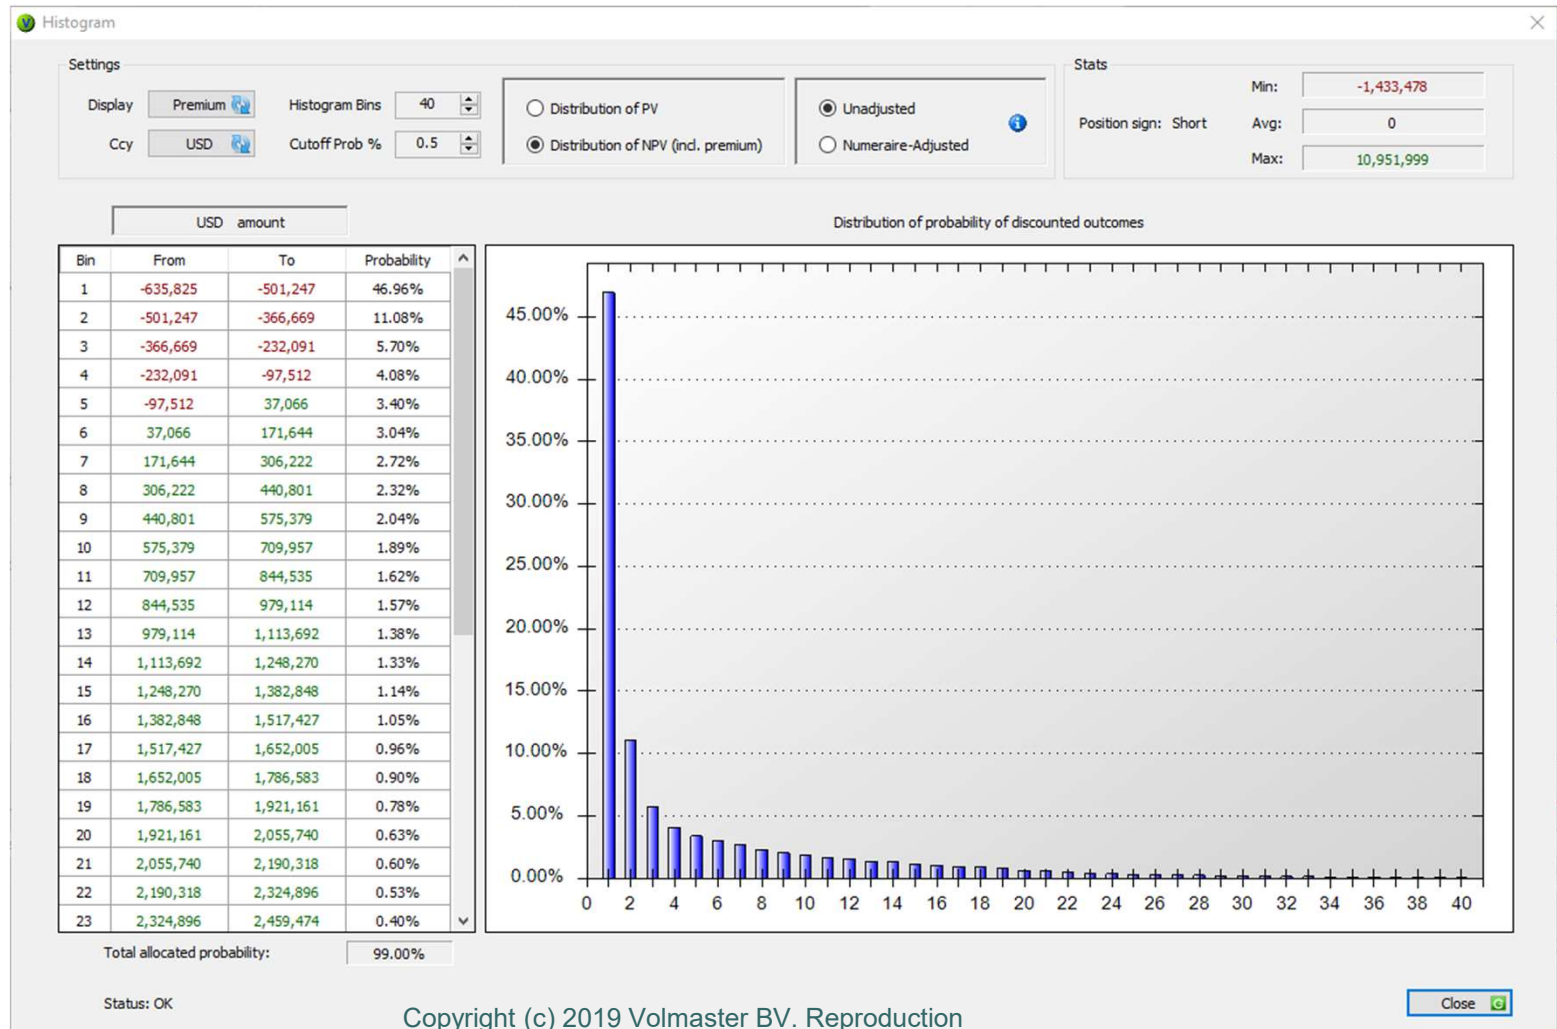 Histogram
Settings
Display Premium Histogram Bins 40 Distribution of PV Unadjusted
Ccy USD Cutoff Prob % 0.5 Distribution of NPV (incl. premium) Numeraire-Adjusted
Stats
Min: -1,433,478
Position sign: Short Avg: 0
Max: 10,951,999
USD amount
Bin From To Probability
1 -635,825 -501,247 46.96%
2 -501,247 -366,669 11.08%
3 -366,669 -232,091 5.70%
4 -232,091 -97,512 4.08%
5 -97,512 37,066 3.40%
6 37,066 171,644 3.04%
7 171,644 306,222 2.72%
8 306,222 440,801 2.32%
9 440,801 575,379 2.04%
10 575,379 709,957 1.89%
11 709,957 844,535 1.62%
12 844,535 979,114 1.57%
13 979,114 1,113,692 1.38%
14 1,113,692 1,248,270 1.33%
15 1,248,270 1,382,848 1.14%
16 1,382,848 1,517,427 1.05%
17 1,517,427 1,652,005 0.96%
18 1,652,005 1,786,583 0.90%
19 1,786,583 1,921,161 0.78%
20 1,921,161 2,055,740 0.63%
21 2,055,740 2,190,318 0.60%
22 2,190,318 2,324,896 0.53%
23 2,324,896 2,459,474 0.40%
Total allocated probability: 99.00%
Distribution of probability of discounted outcomes
45.00%
40.00%
35.00%
30.00%
25.00%
20.00%
15.00%
10.00%
5.00%
0.00%
0 2 4 6 8 10 12 14 16 18 20 22 24 26 28 30 32 34 36 38 40
Status: OK
Close
Copyright (c) 2019 Volmaster BV. Reproduction